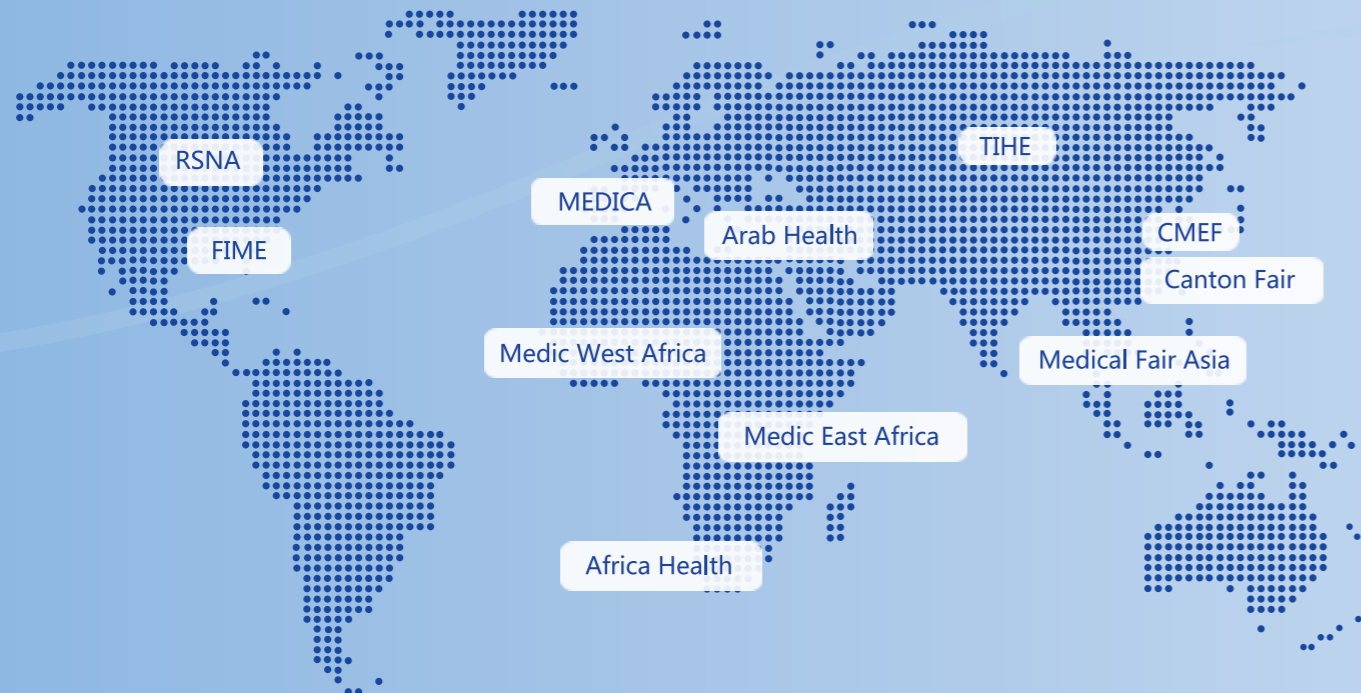 RSNA
TIHE
MEDICA
Arab Health
CMEF
FIME
Canton Fair
Medic West Africa
Medical Fair Asia
Medic East Africa
Africa Health